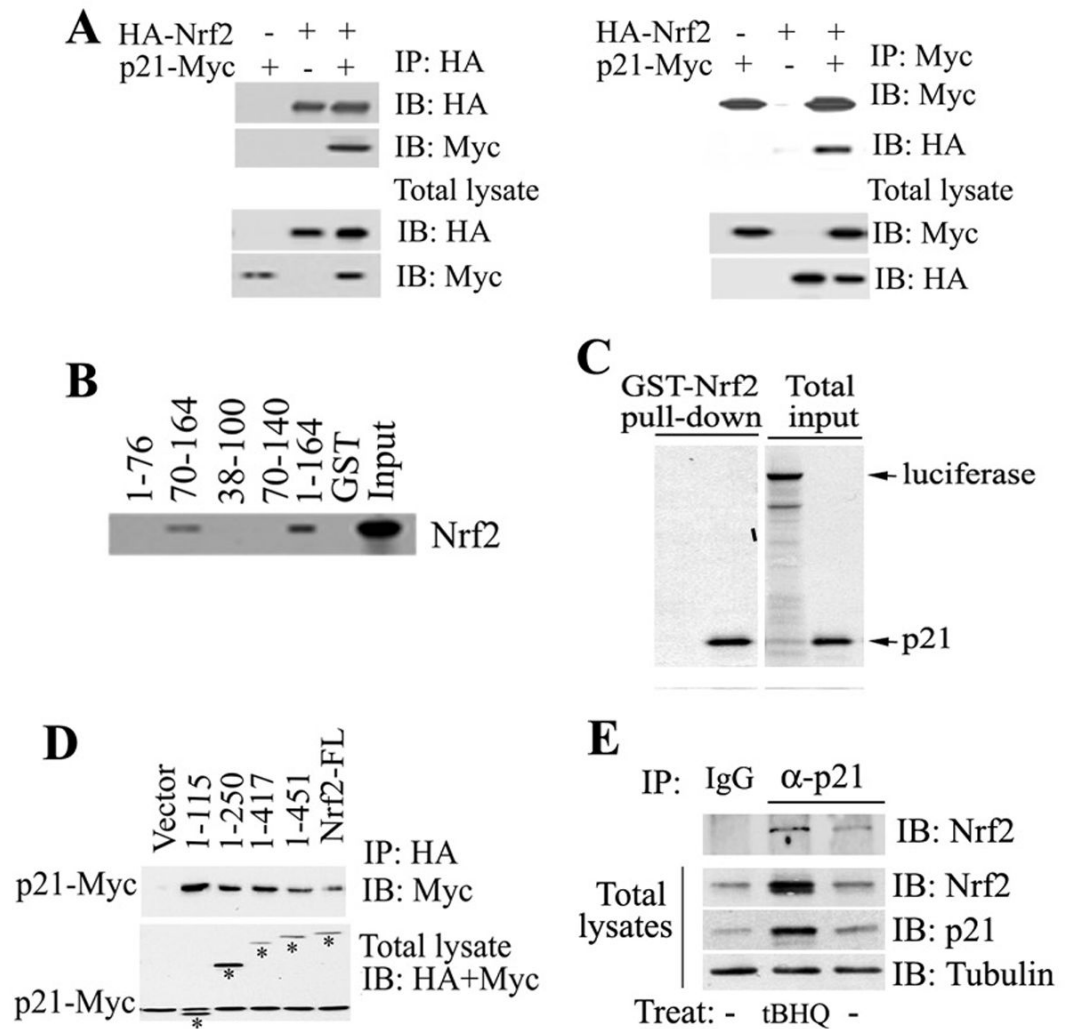 A
HA-Nrf2 - + +
p21-Myc + - + IP: HA
IB: HA
IB: Myc
Total lysate
IB: HA
IB: Myc
HA-Nrf2 - + +
p21-Myc + - + IP: Myc
IB: Myc
IB: HA
Total lysate
IB: Myc
IB: HA
B
1-76 70-164 38-100 70-140 1-164 GST Input
Nrf2
C
GST-Nrf2 Total
pull-down input
luciferase
p21
D
Vector 1-115 1-250 1-417 1-451 Nrf2-FL
IP: HA
p21-Myc IB: Myc
* * *
Total lysate
* IB: HA+Myc
p21-Myc
*
E
IP: IgG α-p21
IB: Nrf2
Total
lysates
IB: Nrf2
IB: p21
IB: Tubulin
Treat: - tBHQ -